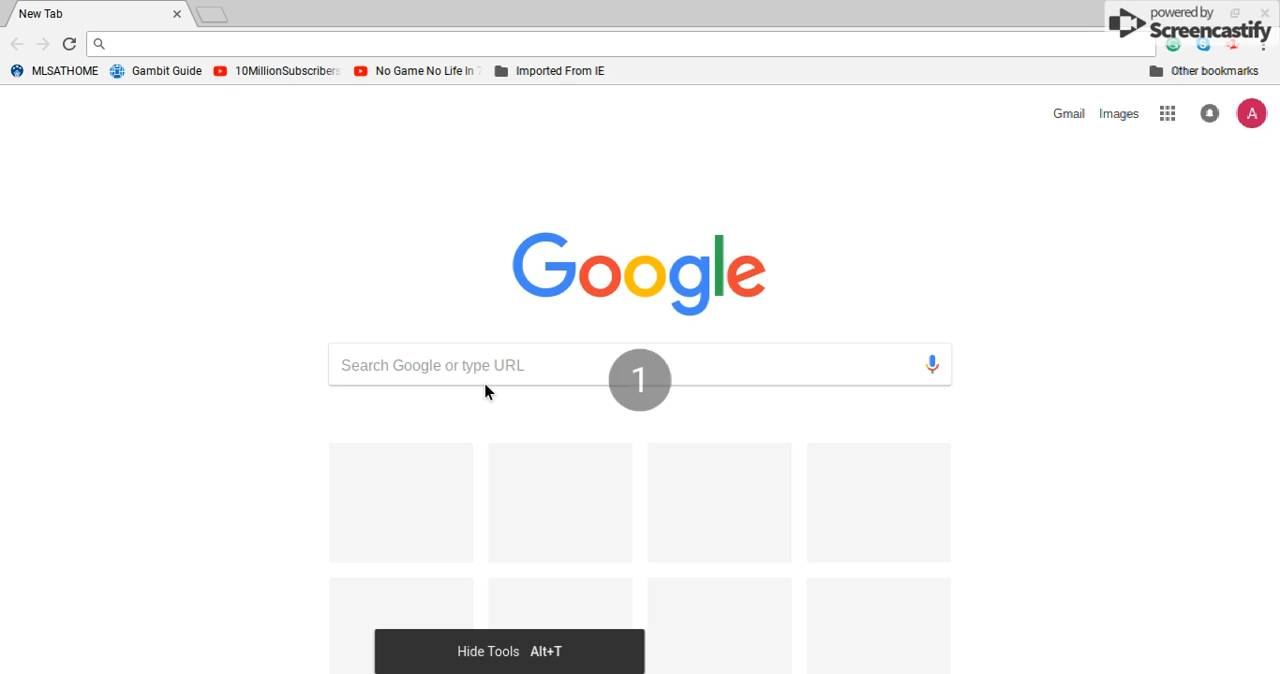 New Tab
powered by
Screencastify
MLSATHOME Gambit Guide 10MillionSubscribers No Game No Life In Imported From IE Other bookmarks
Gmail Images A
Google
Search Google or type URL
1
Hide Tools Alt+T